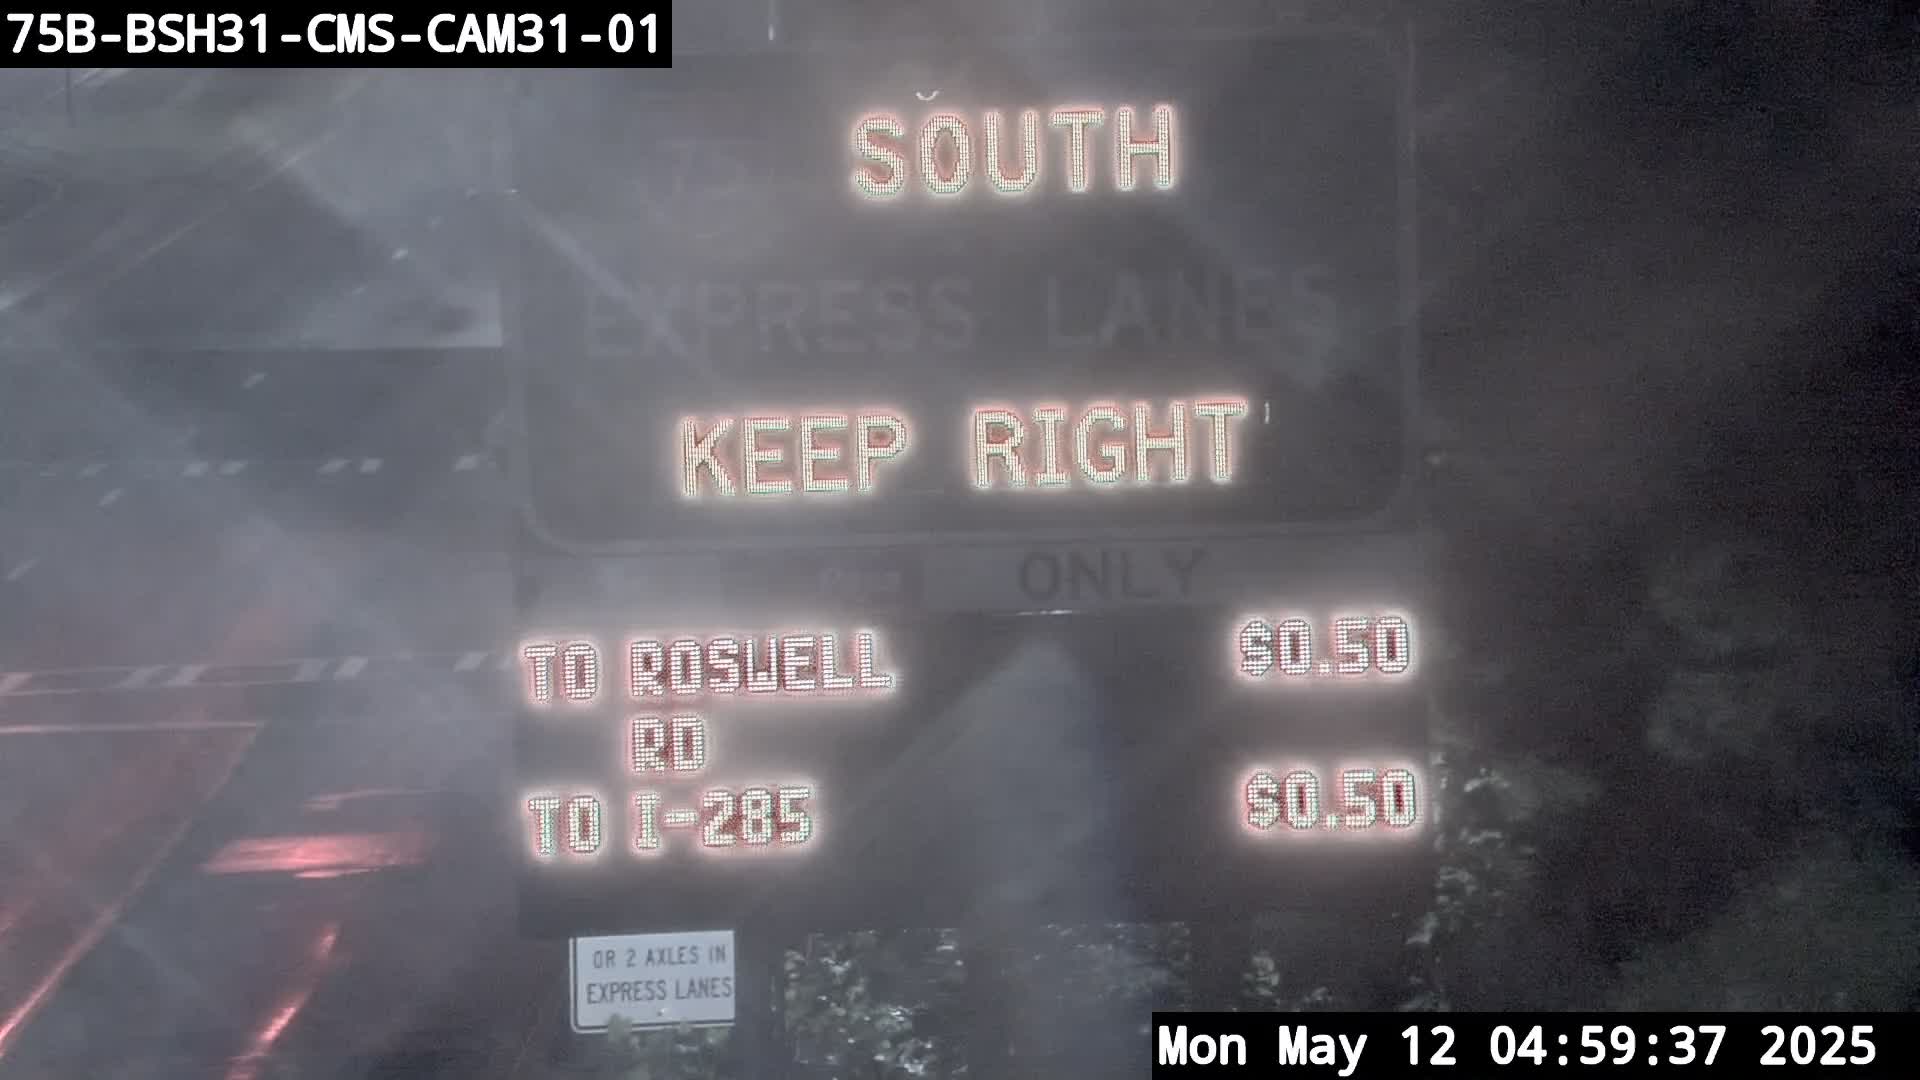 75B-BSH31-CMS-CAM31-01
SOUTH
EXPRESS LANES
KEEP RIGHT
ONLY
TO ROSWELL $0.50
RD
TO I-285 $0.50
OR 2 AXLES IN
EXPRESS LANES
Mon May 12 04:59:37 2025